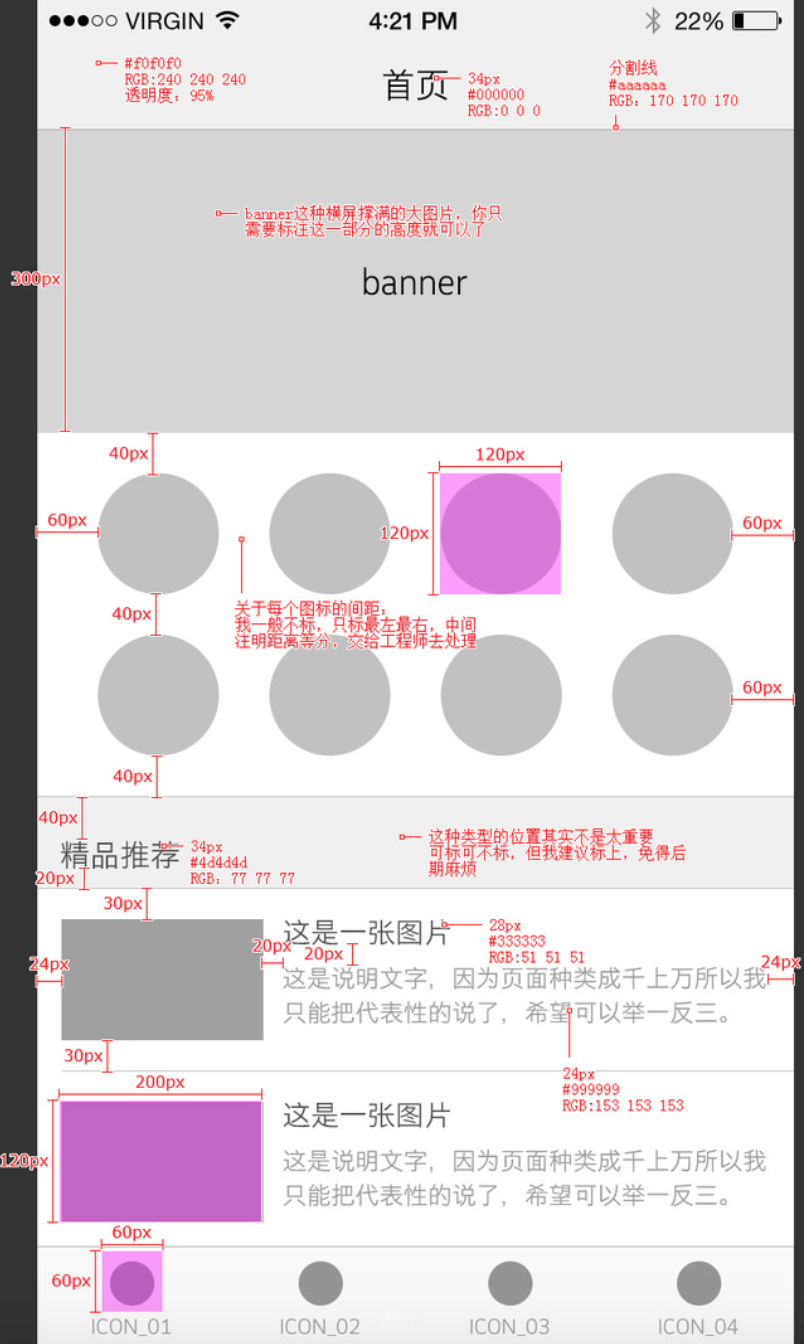 VIRGIN 4:21 PM 22%
#f0f0f0
RGB:240 240 240
透明度：95%
首页
34px
#000000
RGB:0 0 0
分割线
#aaaaaa
RGB：170 170 170
banner这种横屏撑满的大图片，你只
需要标注这一部分的高度就可以了
300px
banner
40px
120px
60px
120px
60px
40px
关于每个图标的间距：
我一般不标，只标最左最右，中间
注明距离等分，交给工程师去处理
60px
40px
40px
精品推荐
34px
#4d4d4d
RGB：77 77 77
这种类型的位置其实不是太重要
可标可不标，但我建议标上，免得后
期麻烦
20px
30px
这是一张图片
28px
#333333
RGB:51 51 51
20px
20px
24px
24px
这是说明文字，因为页面种类成千上万所以我
只能把代表性的说了，希望可以举一反三。
30px
24px
#999999
RGB:153 153 153
200px
这是一张图片
120px
这是说明文字，因为页面种类成千上万所以我
只能把代表性的说了，希望可以举一反三。
60px
60px
ICON_01 ICON_02 ICON_03 ICON_04